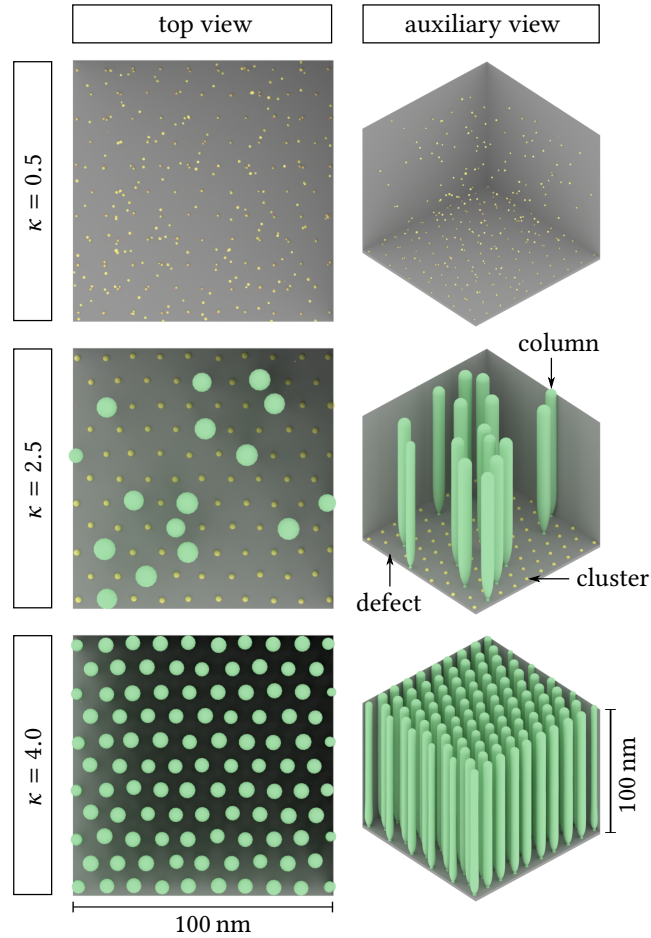 top view
auxiliary view
κ = 0.5
κ = 2.5
column
cluster
defect
κ = 4.0
100 nm
100 nm